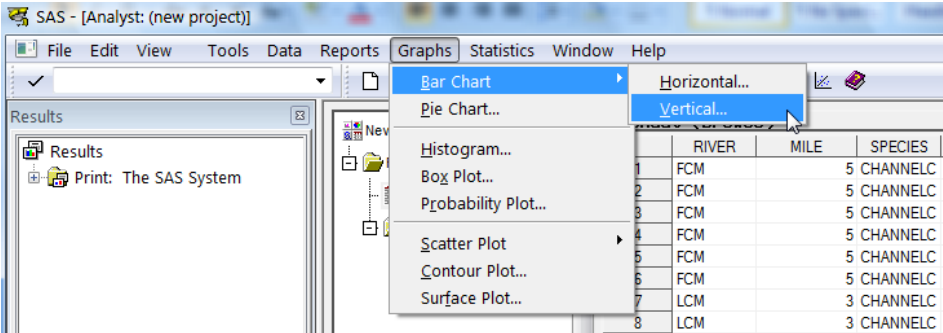 SAS - [Analyst: (new project)]
File Edit View Tools Data Reports Graphs Statistics Window Help
Bar Chart
Horizontal...
Pie Chart...
Vertical...
Results
New
Histogram...
RIVER MILE SPECIES
Results
Box Plot...
1 FCM 5 CHANNELC
Print: The SAS System
2 FCM 5 CHANNELC
Probability Plot...
3 FCM 5 CHANNELC
4 FCM 5 CHANNELC
Scatter Plot
5 FCM 5 CHANNELC
Contour Plot...
6 FCM 5 CHANNELC
Surface Plot...
7 LCM 3 CHANNELC
8 LCM 3 CHANNELC